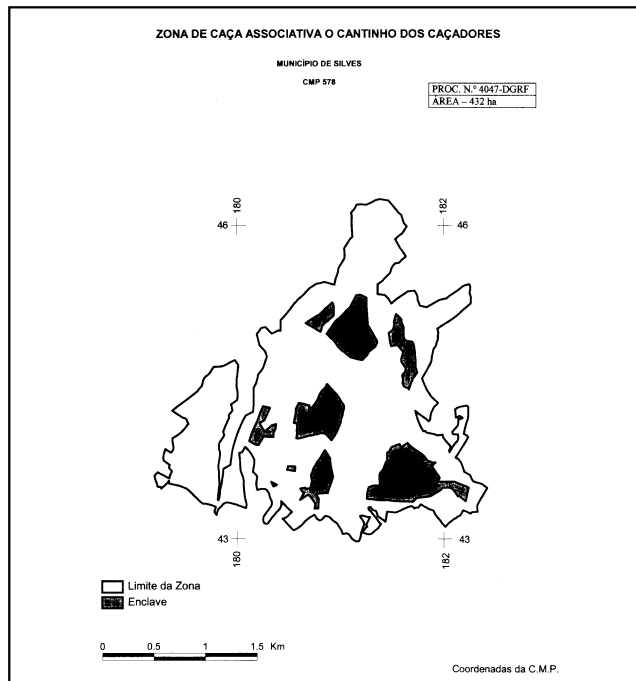 ZONA DE CAÇA ASSOCIATIVA O CANTINHO DOS CAÇADORES
MUNICÍPIO DE SILVES
CMP 578
PROC. N.º 4047-DGRF
ÁREA – 432 ha
180
182
46
46
43
43
180
182
Limite da Zona
Enclave
0 0.5 1 1.5 Km
Coordenadas da C.M.P.